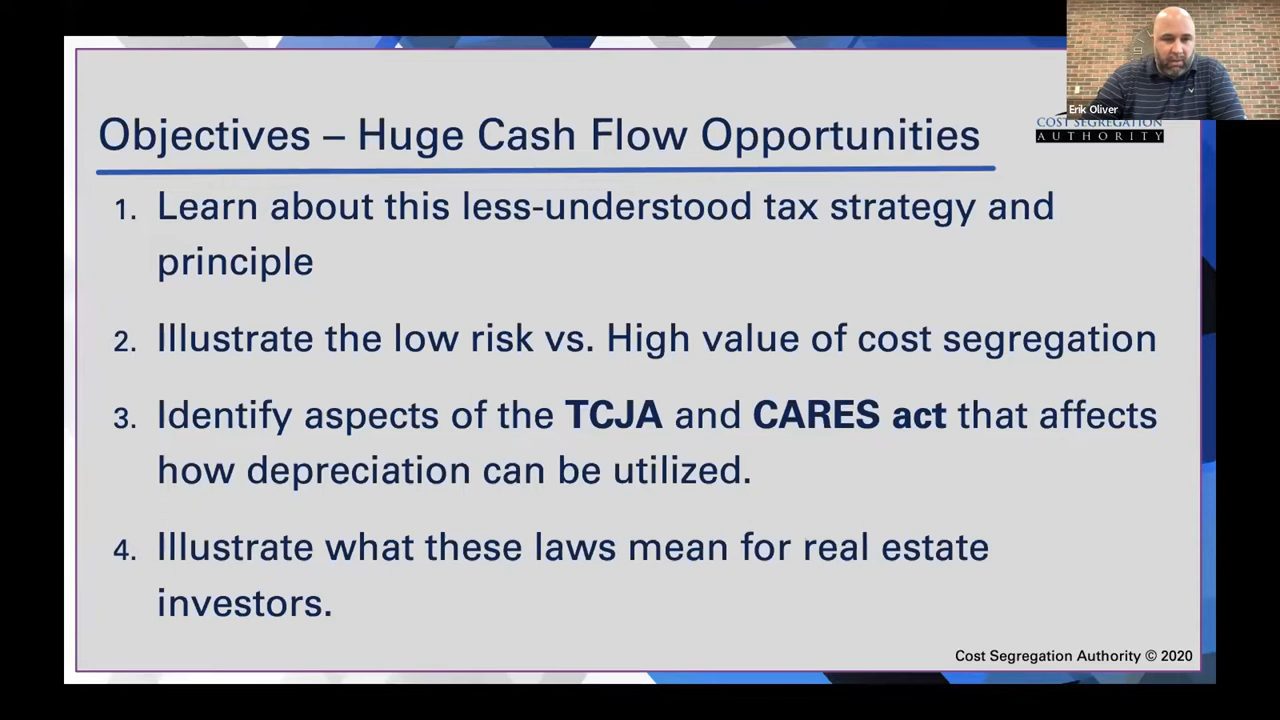 Objectives – Huge Cash Flow Opportunities
Erik Oliver
COST SEGREGATION
AUTHORITY
1. Learn about this less-understood tax strategy and
principle
2. Illustrate the low risk vs. High value of cost segregation
3. Identify aspects of the TCJA and CARES act that affects
how depreciation can be utilized.
4. Illustrate what these laws mean for real estate
investors.
Cost Segregation Authority © 2020